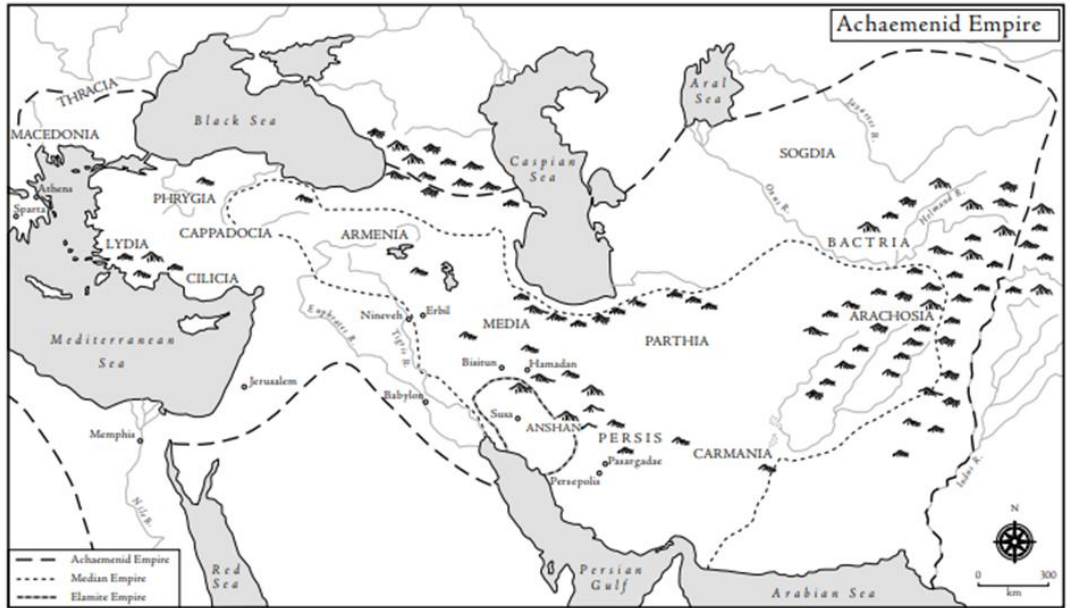 Achaemenid Empire
THRACIA
MACEDONIA
Black Sea
Aral
Sea
Jaxartes R.
Caspian
Sea
SOGDIA
Athens
Sparta
PHRYGIA
CAPPADOCIA
ARMENIA
Oxus R.
Helmand R.
BACTRIA
LYDIA
CILICIA
Euphrates R.
Nineveh
Erbil
Tigris R.
MEDIA
PARTHIA
ARACHOSIA
Mediterranean
Sea
Bisitun
Hamadan
Jerusalem
Babylon
Susa
ANSHAN
PERSIS
CARMANIA
Memphis
Pasargadae
Persepolis
Indus R.
Nile R.
N
0 300
km
Achaemenid Empire
Median Empire
Elamite Empire
Red
Sea
Persian
Gulf
Arabian Sea